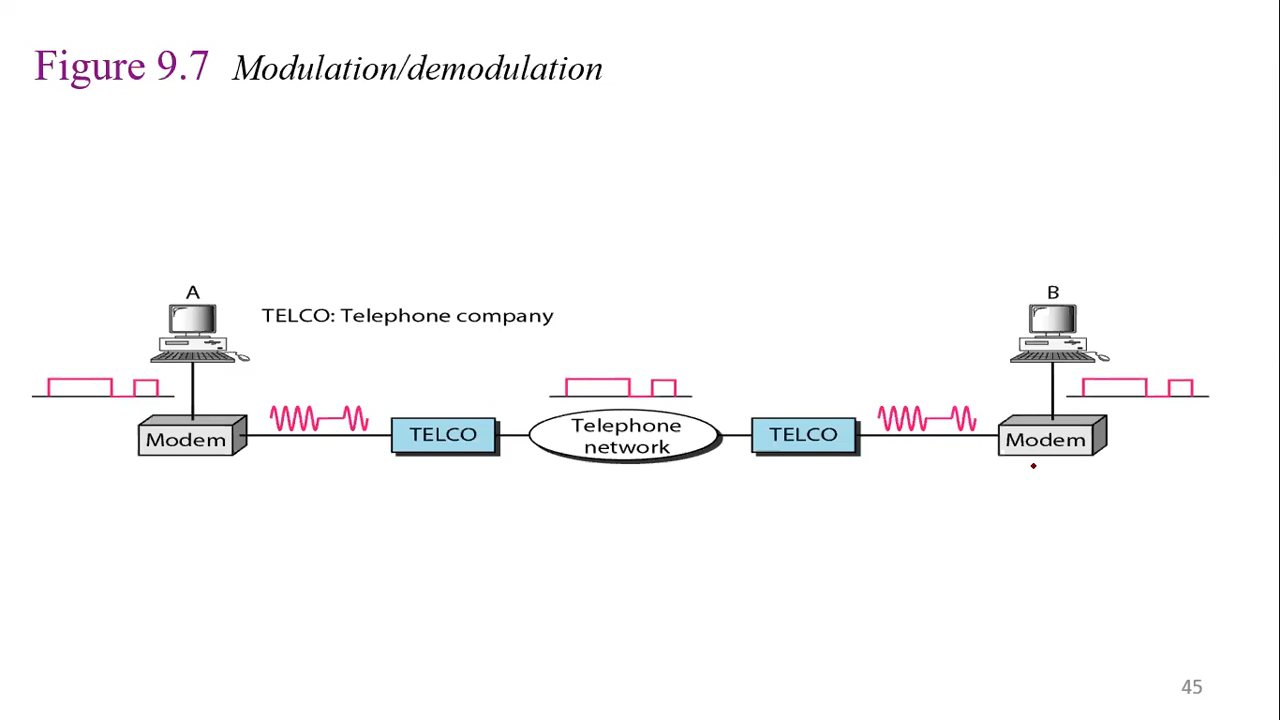 Figure 9.7 Modulation/demodulation
A
B
TELCO: Telephone company
Modem
TELCO
Telephone
network
TELCO
Modem
45